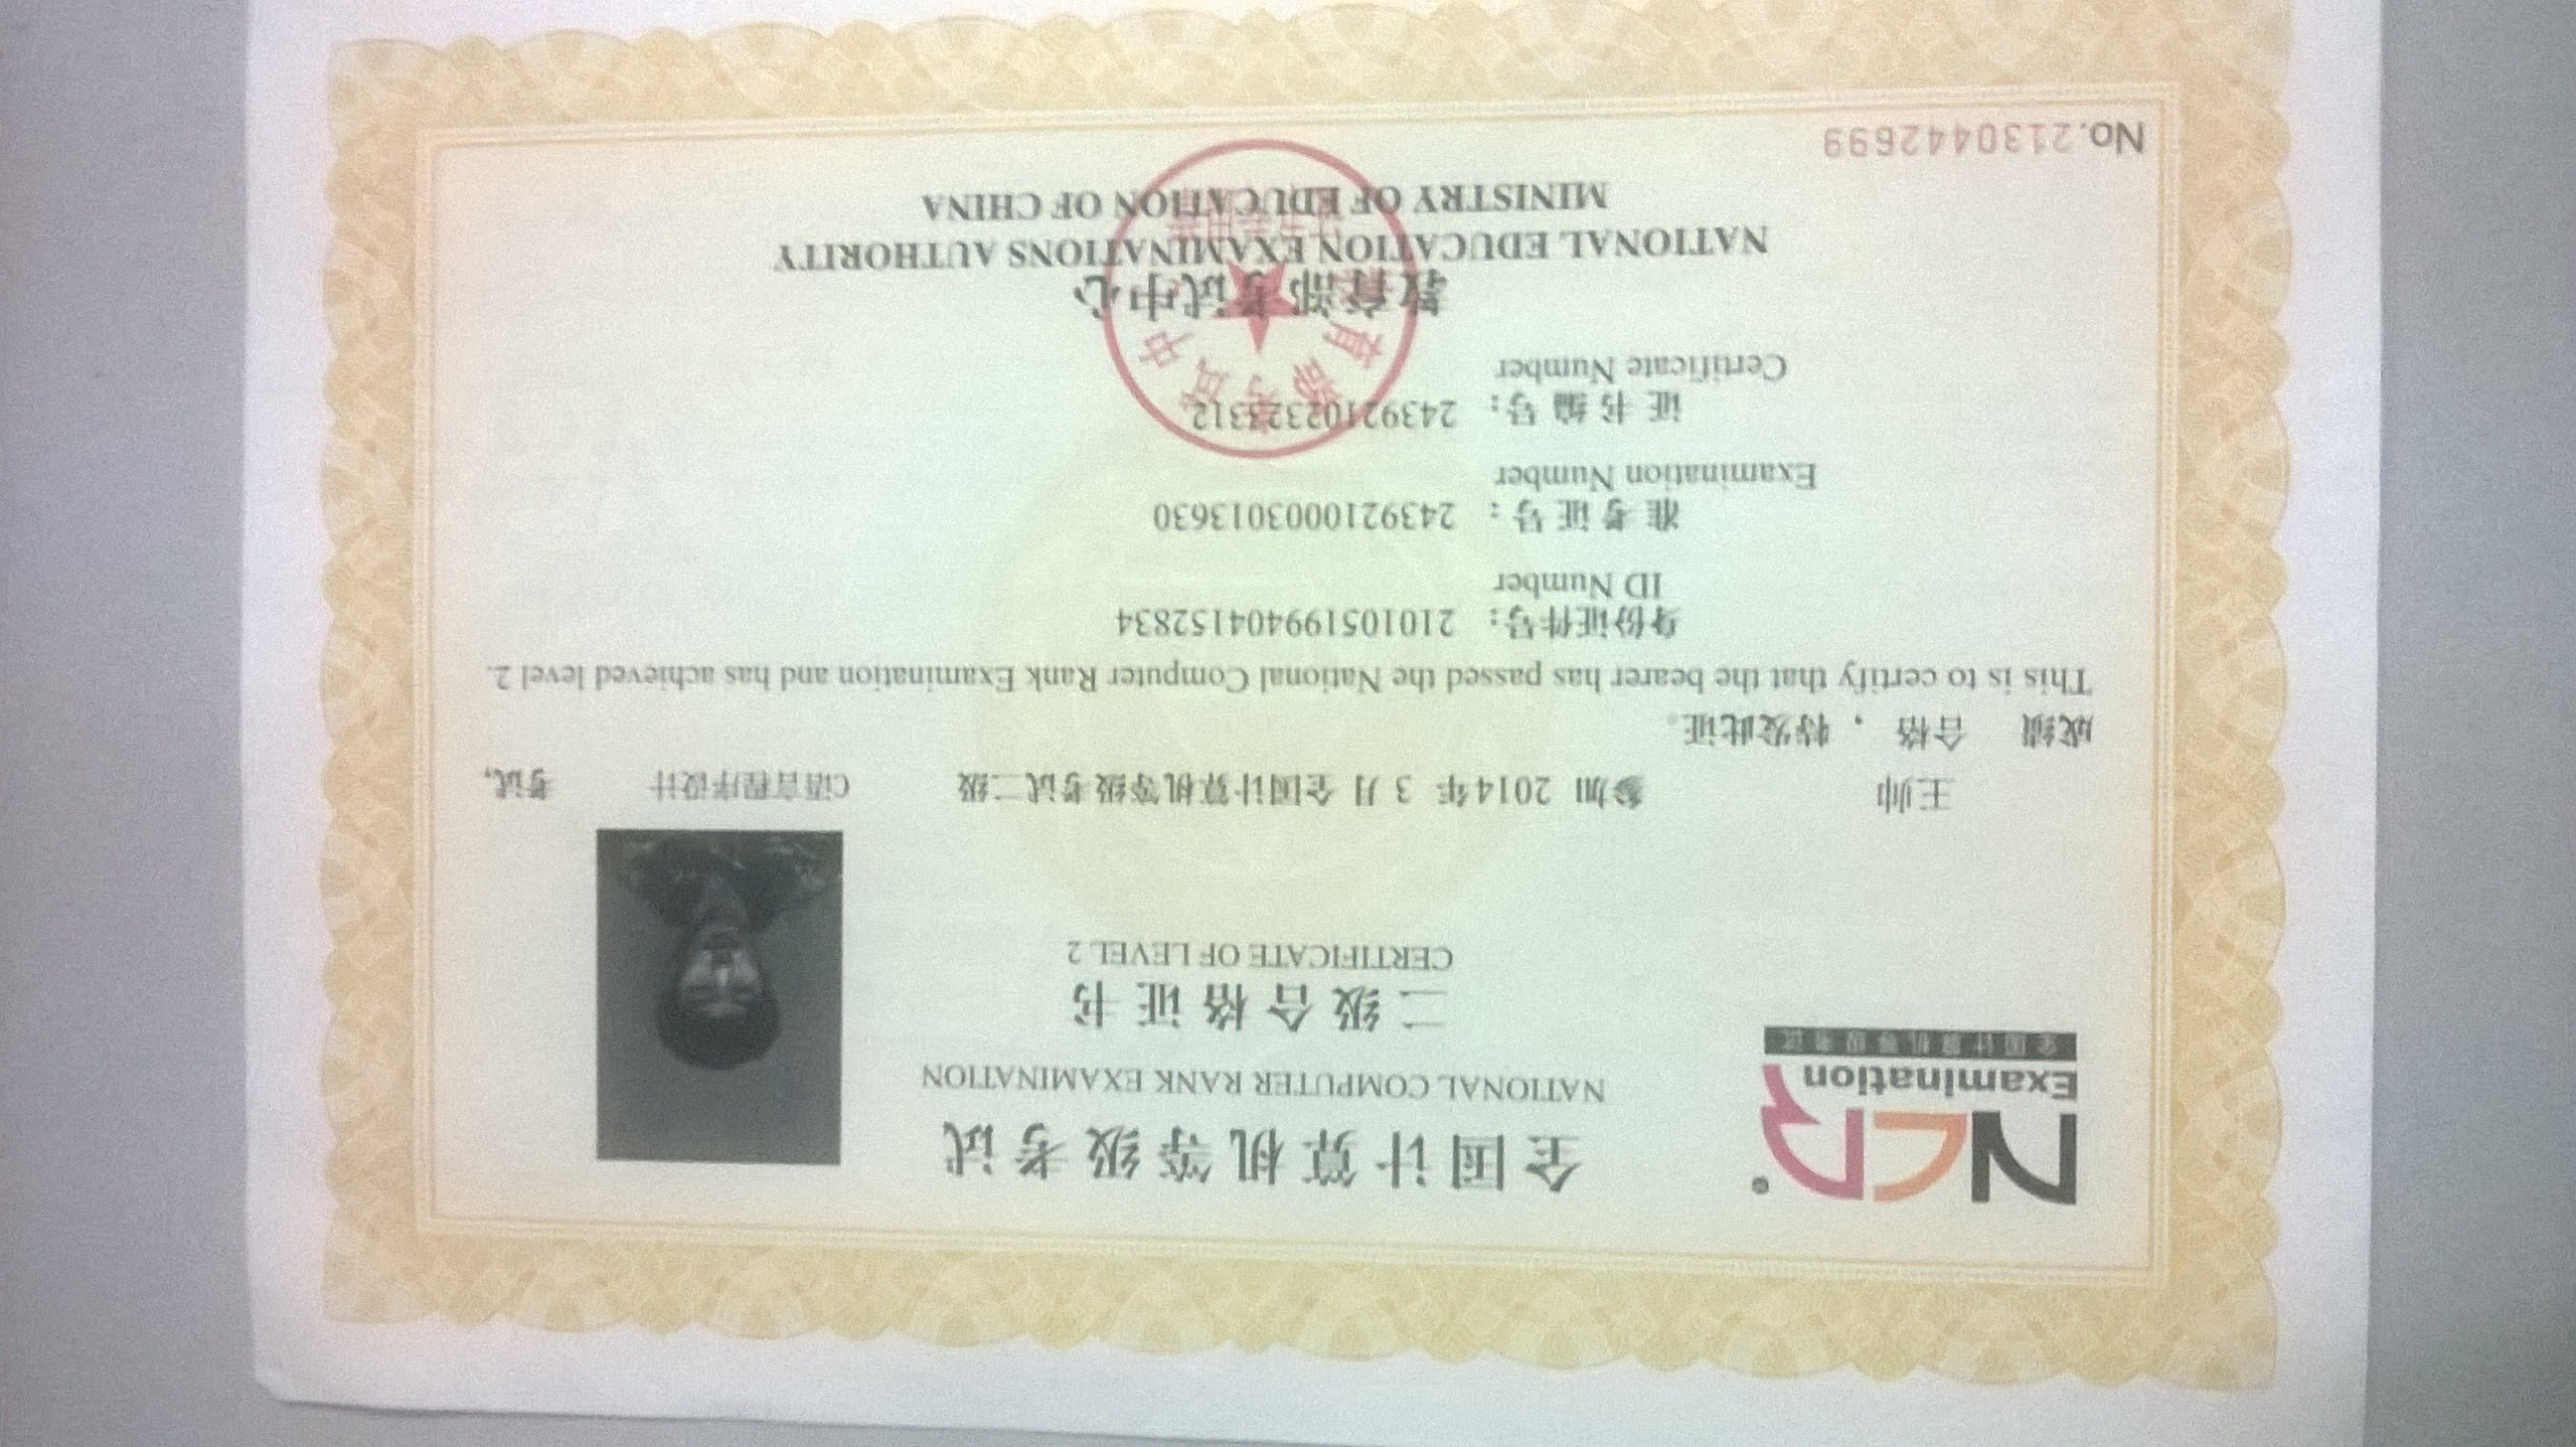 NCR
Examination
全国计算机等级考试
全国计算机等级考试
NATIONAL COMPUTER RANK EXAMINATION
二级合格证书
CERTIFICATE OF LEVEL 2
王帅 参加 2014年 3 月 全国计算机等级考试二级 C语言程序设计 考试,
成绩 合格 , 特发此证。
This is to certify that the bearer has passed the National Computer Rank Examination and has achieved level 2.
身份证件号: 210105199404152834
ID Number
准考证号: 2439210003013630
Examination Number
证书编号: 24392102323312
Certificate Number
教育部考试中心
NATIONAL EDUCATION EXAMINATIONS AUTHORITY
MINISTRY OF EDUCATION OF CHINA
No.2130442699